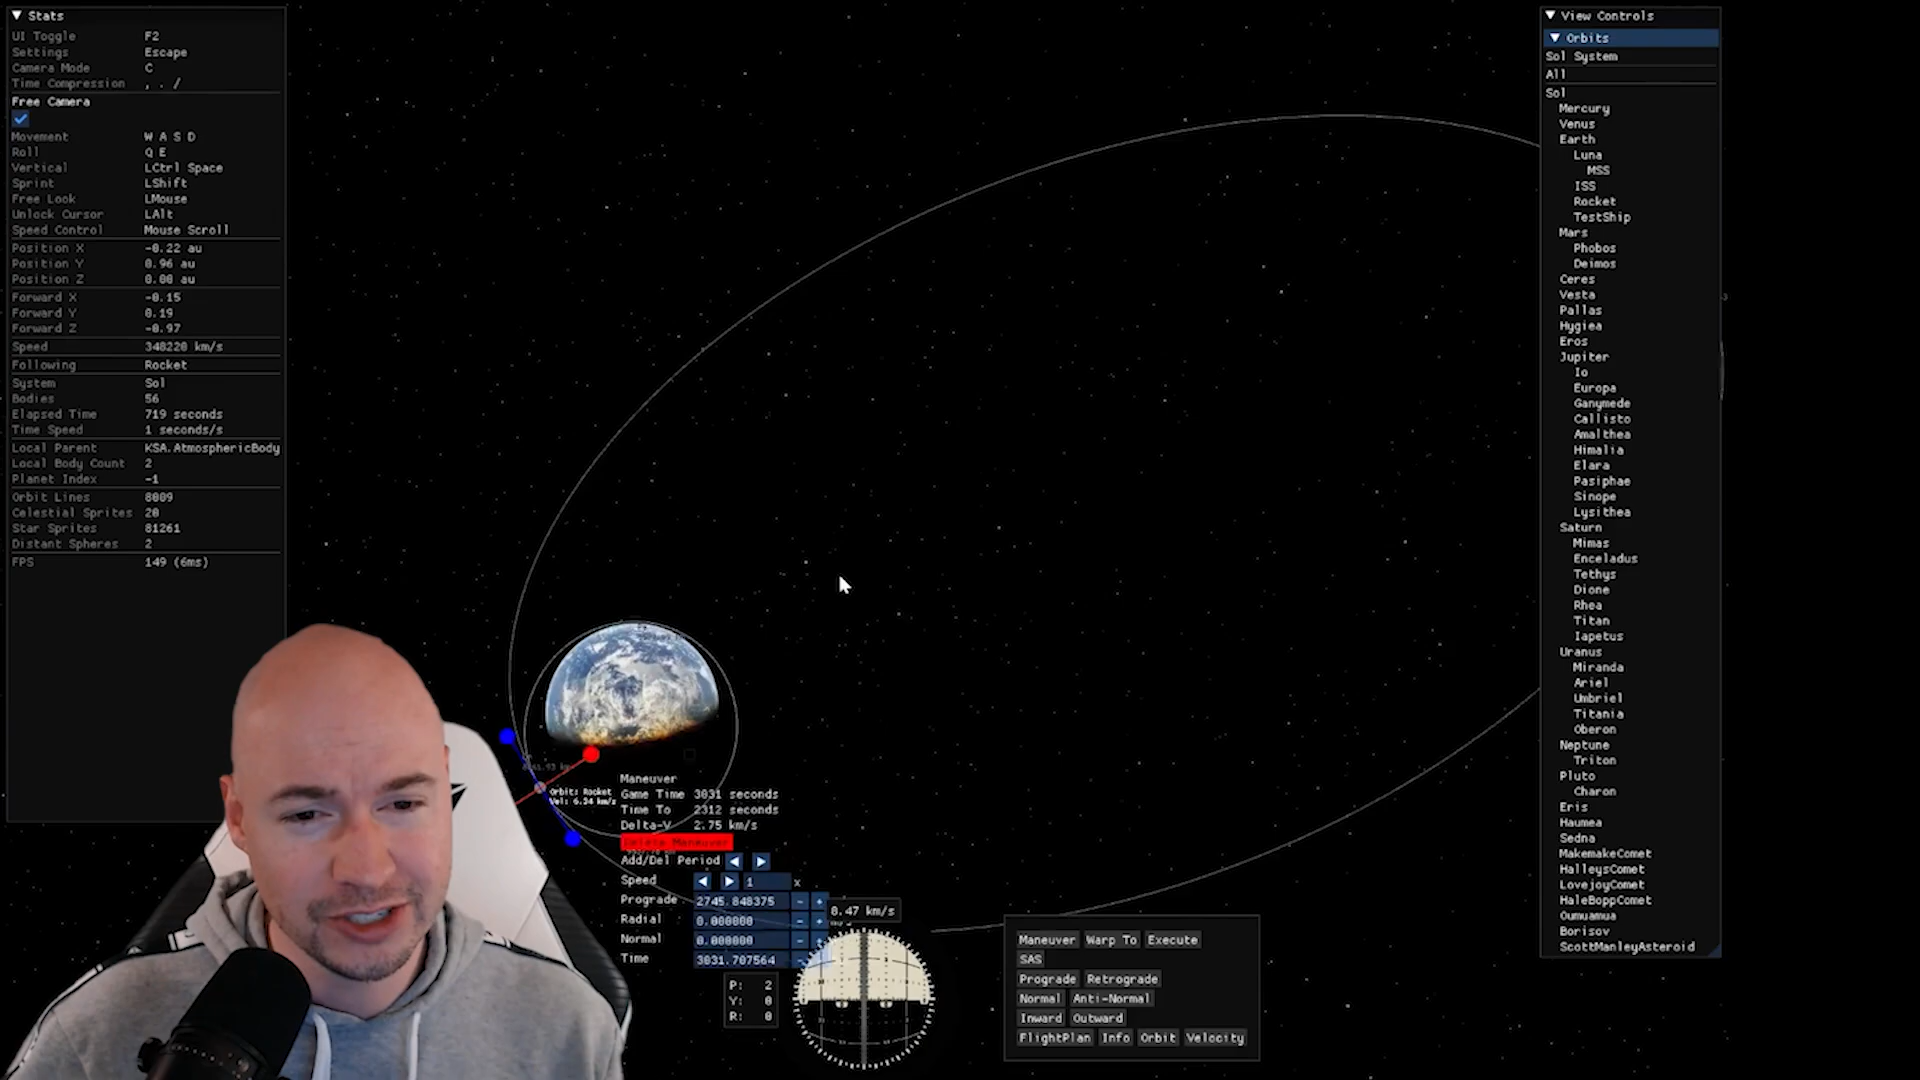 Stats
UI Toggle F2
Settings Escape
Camera Mode C
Time Compression , . /
Free Camera
Movement W A S D
Roll Q E
Vertical LCtrl Space
Sprint LShift
Free Look LMouse
Unlock Cursor LAlt
Speed Control Mouse Scroll
Position X -0.22 au
Position Y 0.96 au
Position Z 0.00 au
Forward X -0.15
Forward Y 0.19
Forward Z -0.97
Speed 348220 km/s
Following Rocket
System Sol
Bodies 56
Elapsed Time 719 seconds
Time Speed 1 seconds/s
Local Parent KSA.AtmosphericBody
Local Body Count 2
Planet Index -1
Orbit Lines 8009
Celestial Sprites 20
Star Sprites 81261
Distant Spheres 2
FPS 149 (6ms)
Orbit: Rocket
Vel: 6.34 km/s
Maneuver
Game Time 3031 seconds
Time To 2312 seconds
Delta-V 2.75 km/s
Delete Maneuver
Add/Del Period
Speed 1 x
Prograde 2745.848375 - +
Radial 0.000000 - +
Normal 0.000000 - +
Time 3031.707564 -
8.47 km/s
P: 2
Y: 0
R: 0
Maneuver Warp To Execute
SAS
Prograde Retrograde
Normal Anti-Normal
Inward Outward
FlightPlan Info Orbit Velocity
View Controls
Orbits
Sol System
All
Sol
Mercury
Venus
Earth
Luna
MSS
ISS
Rocket
TestShip
Mars
Phobos
Deimos
Ceres
Vesta
Pallas
Hygiea
Eros
Jupiter
Io
Europa
Ganymede
Callisto
Amalthea
Himalia
Elara
Pasiphae
Sinope
Lysithea
Saturn
Mimas
Enceladus
Tethys
Dione
Rhea
Titan
Iapetus
Uranus
Miranda
Ariel
Umbriel
Titania
Oberon
Neptune
Triton
Pluto
Charon
Eris
Haumea
Sedna
MakemakeComet
HalleysComet
LovejoyComet
HaleBoppComet
Oumuamua
Borisov
ScottManleyAsteroid